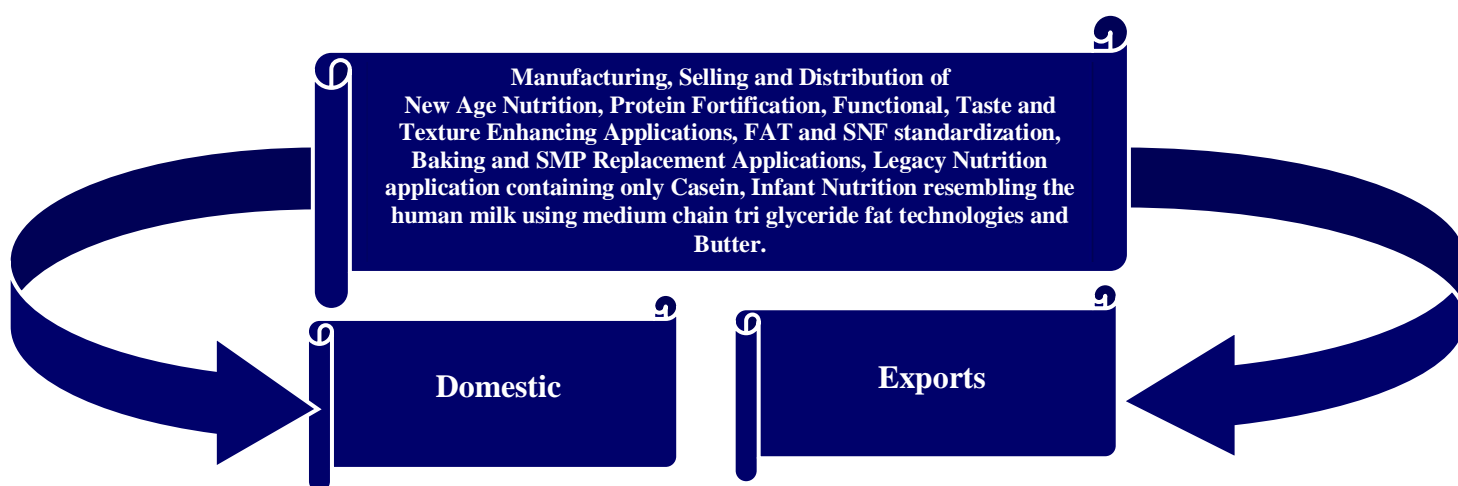 Manufacturing, Selling and Distribution of
New Age Nutrition, Protein Fortification, Functional, Taste and
Texture Enhancing Applications, FAT and SNF standardization,
Baking and SMP Replacement Applications, Legacy Nutrition
application containing only Casein, Infant Nutrition resembling the
human milk using medium chain tri glyceride fat technologies and
Butter.
Domestic
Exports